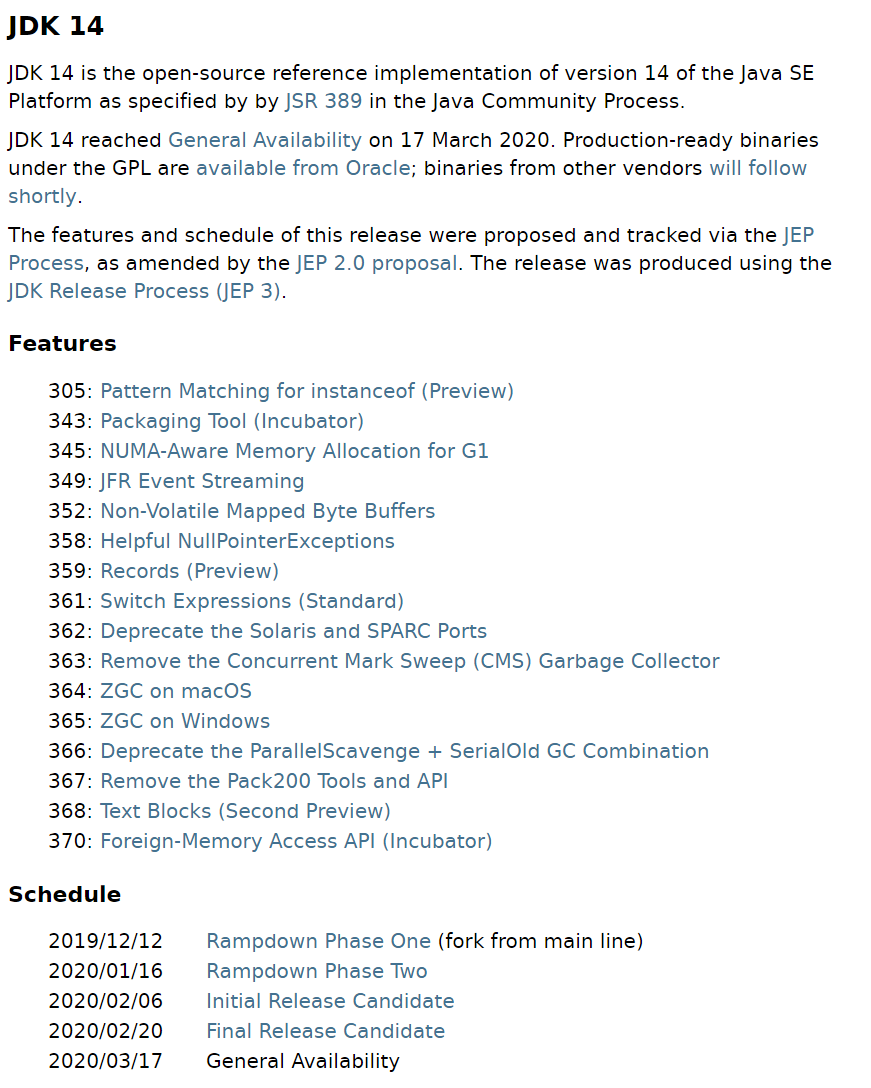 JDK 14
JDK 14 is the open-source reference implementation of version 14 of the Java SE
Platform as specified by by JSR 389 in the Java Community Process.
JDK 14 reached General Availability on 17 March 2020. Production-ready binaries
under the GPL are available from Oracle; binaries from other vendors will follow
shortly.
The features and schedule of this release were proposed and tracked via the JEP
Process, as amended by the JEP 2.0 proposal. The release was produced using the
JDK Release Process (JEP 3).
Features
305: Pattern Matching for instanceof (Preview)
343: Packaging Tool (Incubator)
345: NUMA-Aware Memory Allocation for G1
349: JFR Event Streaming
352: Non-Volatile Mapped Byte Buffers
358: Helpful NullPointerExceptions
359: Records (Preview)
361: Switch Expressions (Standard)
362: Deprecate the Solaris and SPARC Ports
363: Remove the Concurrent Mark Sweep (CMS) Garbage Collector
364: ZGC on macOS
365: ZGC on Windows
366: Deprecate the ParallelScavenge + SerialOld GC Combination
367: Remove the Pack200 Tools and API
368: Text Blocks (Second Preview)
370: Foreign-Memory Access API (Incubator)
Schedule
2019/12/12 Rampdown Phase One (fork from main line)
2020/01/16 Rampdown Phase Two
2020/02/06 Initial Release Candidate
2020/02/20 Final Release Candidate
2020/03/17 General Availability